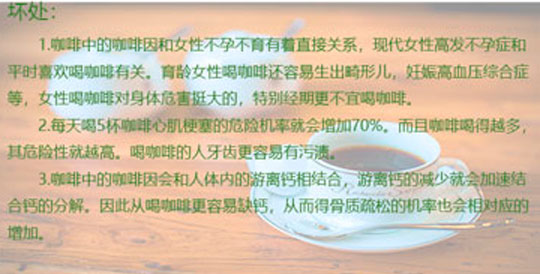 坏处：
1.咖啡中的咖啡因和女性不孕不育有着直接关系，现代女性高发不孕症和
平时喜欢喝咖啡有关。育龄女性喝咖啡还容易生出畸形儿，妊娠高血压综合症
等，女性喝咖啡对身体危害挺大的，特别经期更不宜喝咖啡。
2.每天喝5杯咖啡心肌梗塞的危险机率就会增加70%。而且咖啡喝得越多，
其危险性就越高。喝咖啡的人牙齿更容易有污渍。
3.咖啡中的咖啡因会和人体内的游离钙相结合，游离钙的减少就会加速结
合钙的分解。因此从喝咖啡更容易缺钙，从而得骨质疏松的机率也会相对应的
增加。